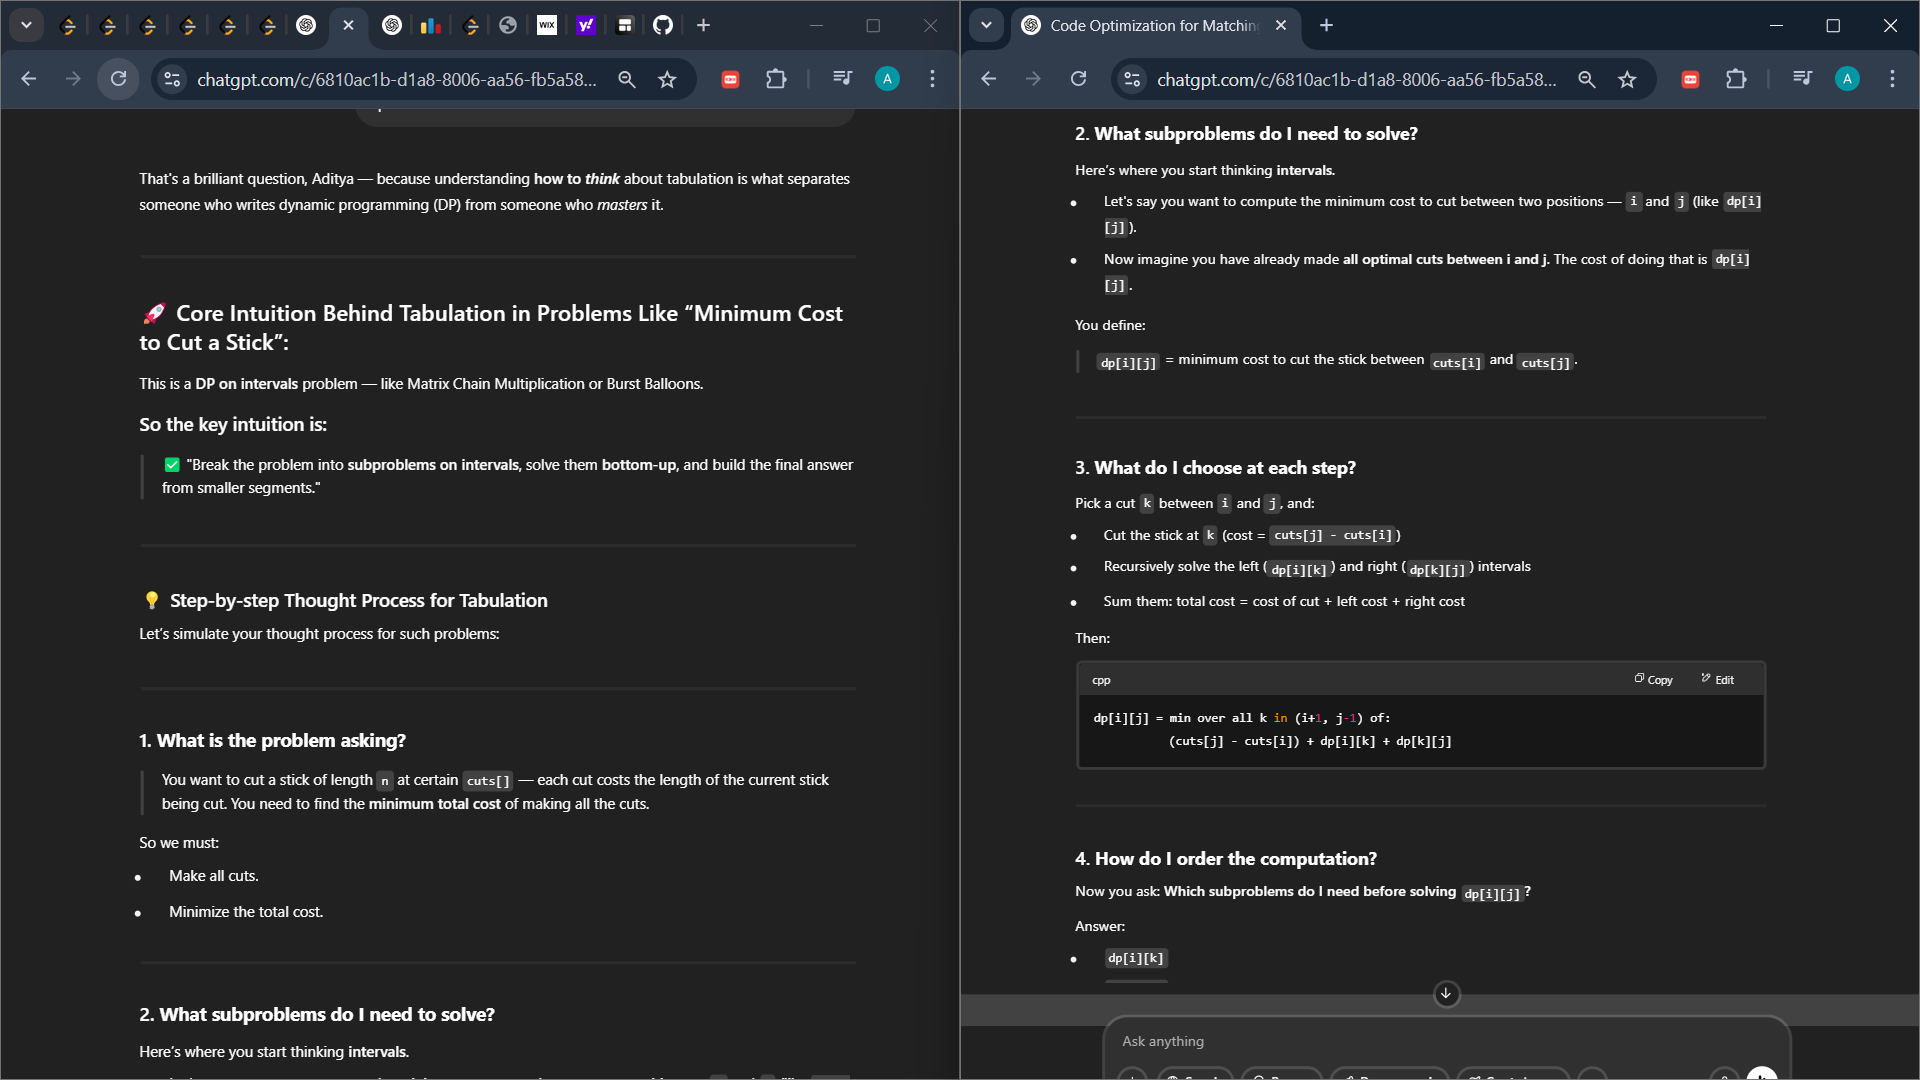 WIX
y!
Code Optimization for Matching
chatgpt.com/c/6810ac1b-d1a8-8006-aa56-fb5a58...
A
chatgpt.com/c/6810ac1b-d1a8-8006-aa56-fb5a58...
A
That's a brilliant question, Aditya — because understanding how to think about tabulation is what separates
someone who writes dynamic programming (DP) from someone who masters it.
🚀 Core Intuition Behind Tabulation in Problems Like “Minimum Cost
to Cut a Stick”:
This is a DP on intervals problem — like Matrix Chain Multiplication or Burst Balloons.
So the key intuition is:
✅ "Break the problem into subproblems on intervals, solve them bottom-up, and build the final answer
from smaller segments."
💡 Step-by-step Thought Process for Tabulation
Let’s simulate your thought process for such problems:
1. What is the problem asking?
You want to cut a stick of length n at certain cuts[] — each cut costs the length of the current stick
being cut. You need to find the minimum total cost of making all the cuts.
So we must:
• Make all cuts.
• Minimize the total cost.
2. What subproblems do I need to solve?
Here’s where you start thinking intervals.
2. What subproblems do I need to solve?
Here’s where you start thinking intervals.
• Let's say you want to compute the minimum cost to cut between two positions — i and j (like dp[i]
[j]).
• Now imagine you have already made all optimal cuts between i and j. The cost of doing that is dp[i]
[j].
You define:
dp[i][j] = minimum cost to cut the stick between cuts[i] and cuts[j].
3. What do I choose at each step?
Pick a cut k between i and j, and:
• Cut the stick at k (cost = cuts[j] - cuts[i])
• Recursively solve the left (dp[i][k]) and right (dp[k][j]) intervals
• Sum them: total cost = cost of cut + left cost + right cost
Then:
cpp
Copy
Edit
dp[i][j] = min over all k in (i+1, j-1) of:
(cuts[j] - cuts[i]) + dp[i][k] + dp[k][j]
4. How do I order the computation?
Now you ask: Which subproblems do I need before solving dp[i][j]?
Answer:
• dp[i][k]
Ask anything